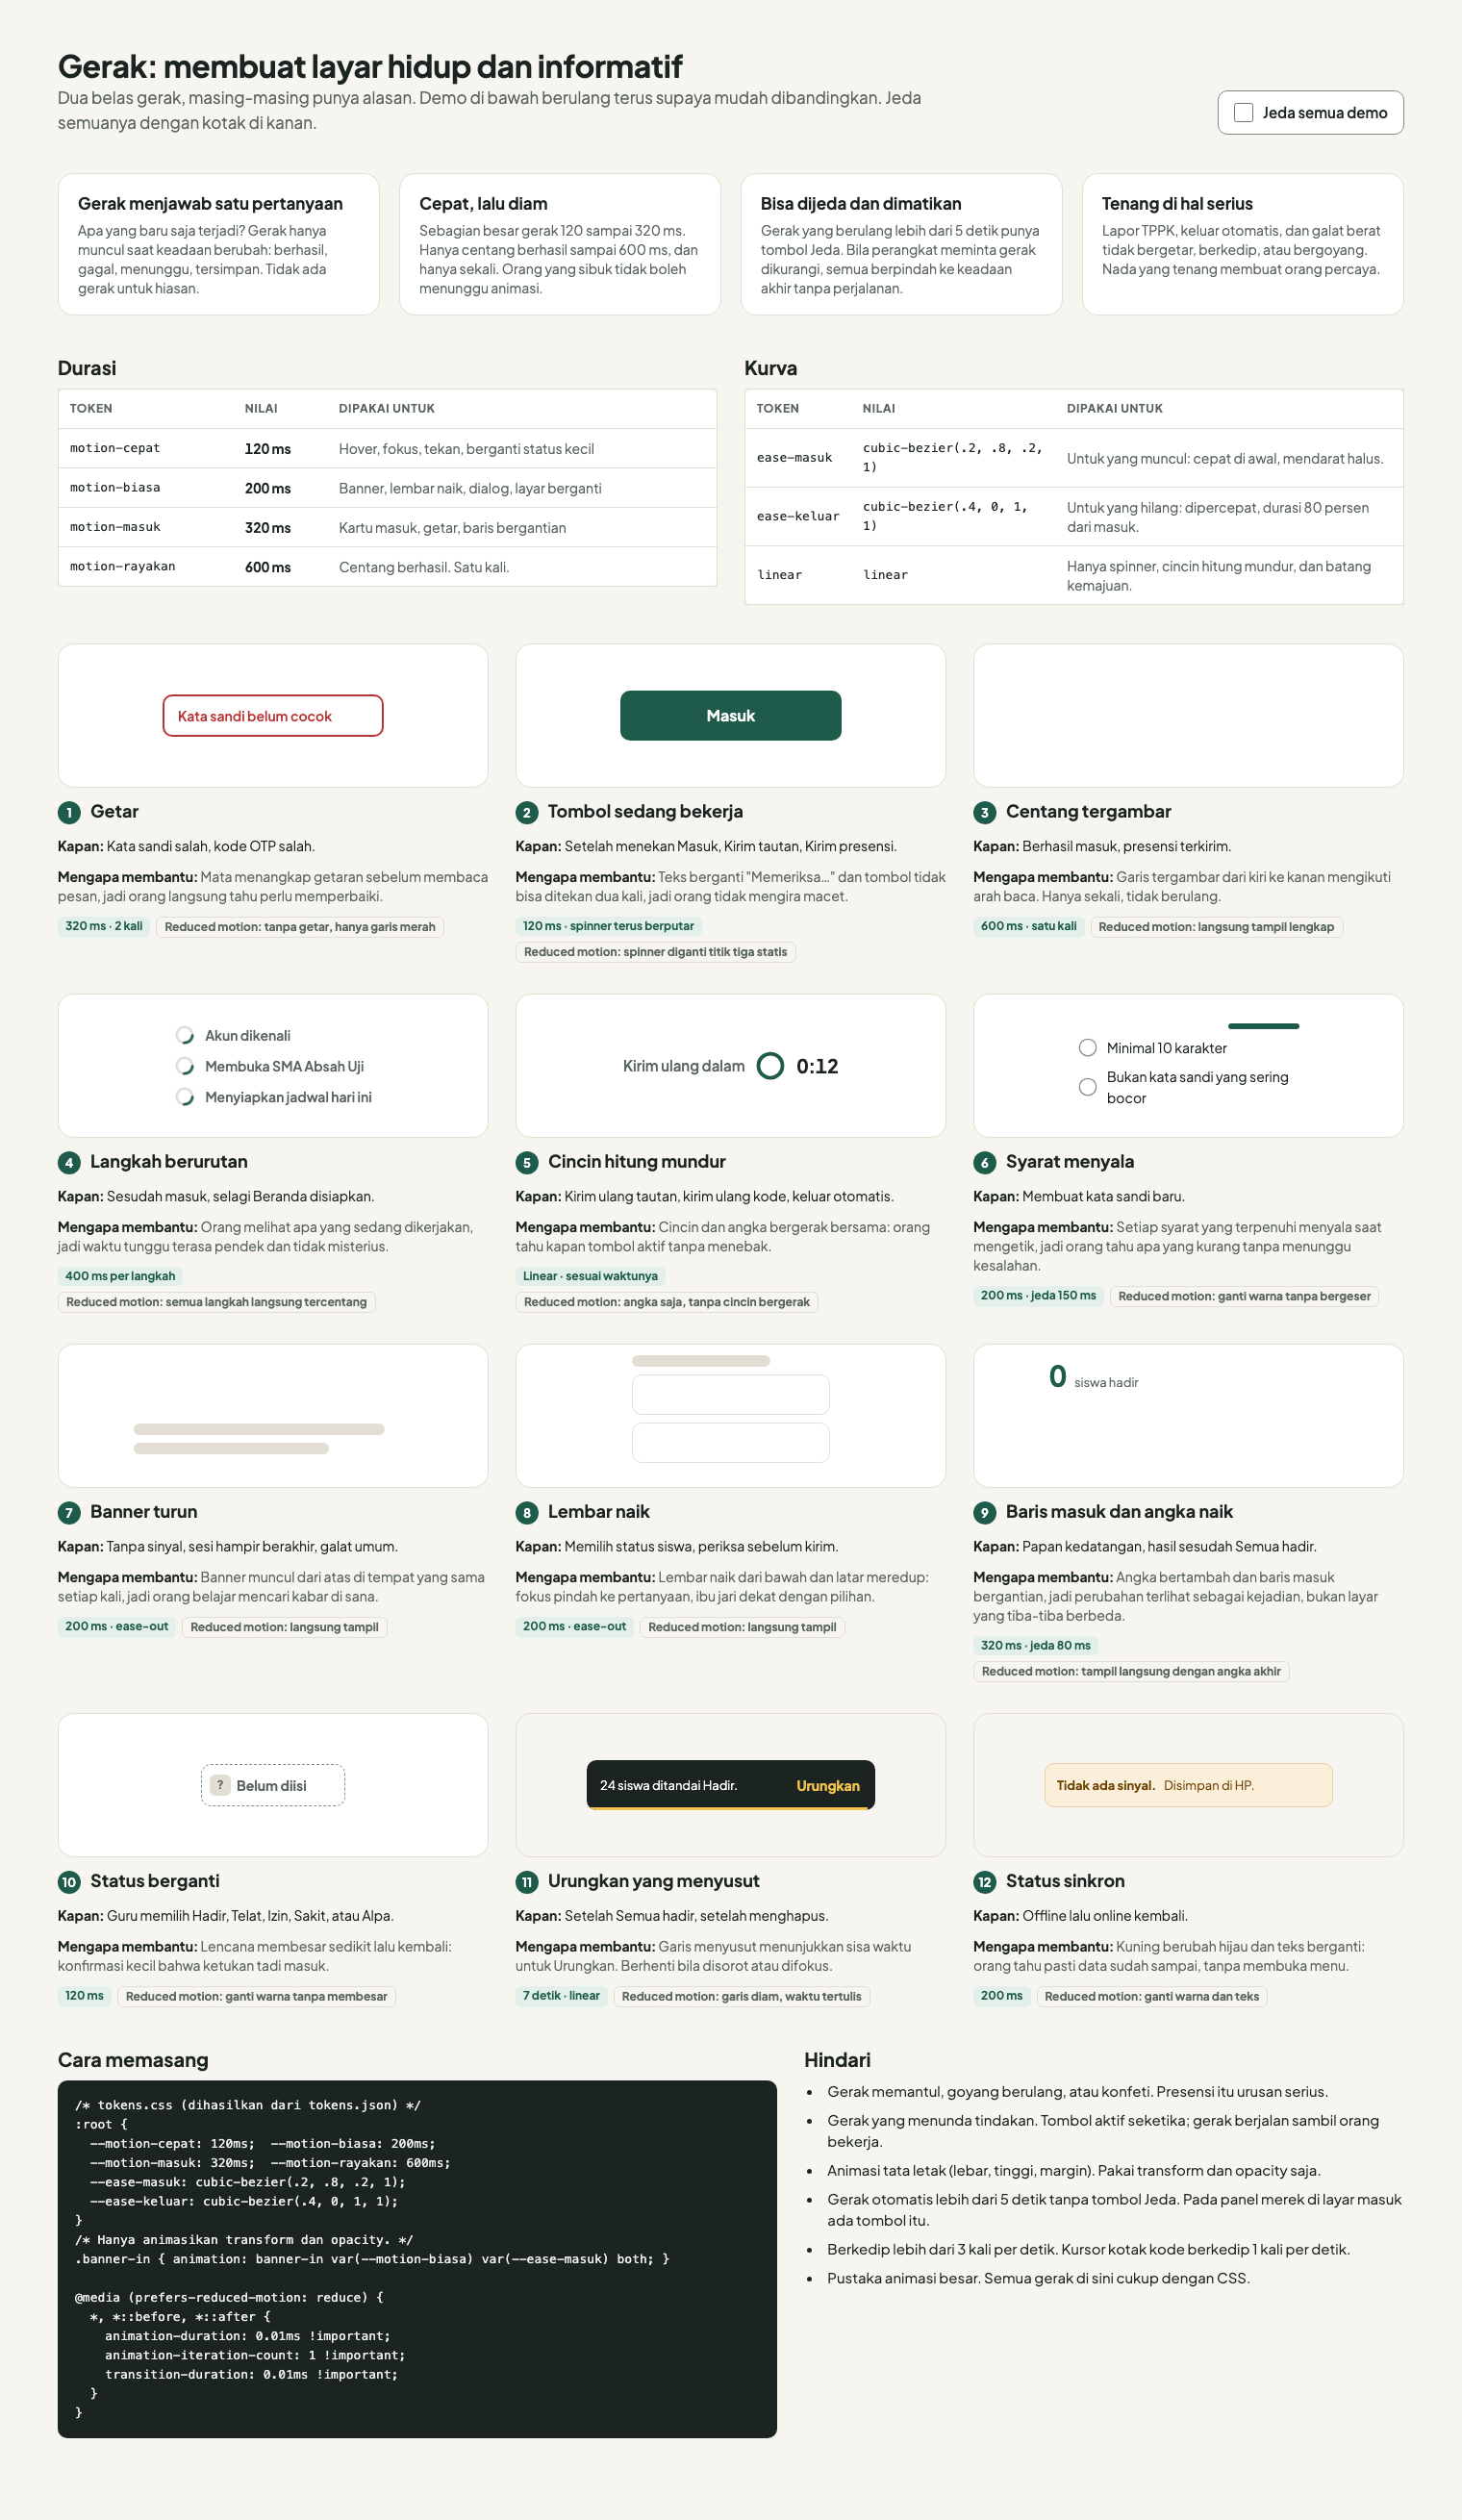 Gerak: membuat layar hidup dan informatif
Dua belas gerak, masing-masing punya alasan. Demo di bawah berulang terus supaya mudah dibandingkan. Jeda
semuanya dengan kotak di kanan.
Jeda semua demo
Gerak menjawab satu pertanyaan
Apa yang baru saja terjadi? Gerak hanya
muncul saat keadaan berubah: berhasil,
gagal, menunggu, tersimpan. Tidak ada
gerak untuk hiasan.
Cepat, lalu diam
Sebagian besar gerak 120 sampai 320 ms.
Hanya centang berhasil sampai 600 ms, dan
hanya sekali. Orang yang sibuk tidak boleh
menunggu animasi.
Bisa dijeda dan dimatikan
Gerak yang berulang lebih dari 5 detik punya
tombol Jeda. Bila perangkat meminta gerak
dikurangi, semua berpindah ke keadaan
akhir tanpa perjalanan.
Tenang di hal serius
Lapor TPPK, keluar otomatis, dan galat berat
tidak bergetar, berkedip, atau bergoyang.
Nada yang tenang membuat orang percaya.
Durasi
TOKEN NILAI DIPAKAI UNTUK
motion-cepat 120 ms Hover, fokus, tekan, berganti status kecil
motion-biasa 200 ms Banner, lembar naik, dialog, layar berganti
motion-masuk 320 ms Kartu masuk, getar, baris bergantian
motion-rayakan 600 ms Centang berhasil. Satu kali.
Kurva
TOKEN NILAI DIPAKAI UNTUK
ease-masuk cubic-bezier(.2, .8, .2,
1) Untuk yang muncul: cepat di awal, mendarat halus.
ease-keluar cubic-bezier(.4, 0, 1,
1) Untuk yang hilang: dipercepat, durasi 80 persen
dari masuk.
linear linear Hanya spinner, cincin hitung mundur, dan batang
kemajuan.
Kata sandi belum cocok
1 Getar
Kapan: Kata sandi salah, kode OTP salah.
Mengapa membantu: Mata menangkap getaran sebelum membaca
pesan, jadi orang langsung tahu perlu memperbaiki.
320 ms · 2 kali Reduced motion: tanpa getar, hanya garis merah
Masuk
2 Tombol sedang bekerja
Kapan: Setelah menekan Masuk, Kirim tautan, Kirim presensi.
Mengapa membantu: Teks berganti "Memeriksa…" dan tombol tidak
bisa ditekan dua kali, jadi orang tidak mengira macet.
120 ms · spinner terus berputar
Reduced motion: spinner diganti titik tiga statis
3 Centang tergambar
Kapan: Berhasil masuk, presensi terkirim.
Mengapa membantu: Garis tergambar dari kiri ke kanan mengikuti
arah baca. Hanya sekali, tidak berulang.
600 ms · satu kali Reduced motion: langsung tampil lengkap
Akun dikenali
Membuka SMA Absah Uji
Menyiapkan jadwal hari ini
4 Langkah berurutan
Kapan: Sesudah masuk, selagi Beranda disiapkan.
Mengapa membantu: Orang melihat apa yang sedang dikerjakan,
jadi waktu tunggu terasa pendek dan tidak misterius.
400 ms per langkah
Reduced motion: semua langkah langsung tercentang
Kirim ulang dalam 0:12
5 Cincin hitung mundur
Kapan: Kirim ulang tautan, kirim ulang kode, keluar otomatis.
Mengapa membantu: Cincin dan angka bergerak bersama: orang
tahu kapan tombol aktif tanpa menebak.
Linear · sesuai waktunya
Reduced motion: angka saja, tanpa cincin bergerak
Minimal 10 karakter
Bukan kata sandi yang sering
bocor
6 Syarat menyala
Kapan: Membuat kata sandi baru.
Mengapa membantu: Setiap syarat yang terpenuhi menyala saat
mengetik, jadi orang tahu apa yang kurang tanpa menunggu
kesalahan.
200 ms · jeda 150 ms Reduced motion: ganti warna tanpa bergeser
7 Banner turun
Kapan: Tanpa sinyal, sesi hampir berakhir, galat umum.
Mengapa membantu: Banner muncul dari atas di tempat yang sama
setiap kali, jadi orang belajar mencari kabar di sana.
200 ms · ease-out Reduced motion: langsung tampil
8 Lembar naik
Kapan: Memilih status siswa, periksa sebelum kirim.
Mengapa membantu: Lembar naik dari bawah dan latar meredup:
fokus pindah ke pertanyaan, ibu jari dekat dengan pilihan.
200 ms · ease-out Reduced motion: langsung tampil
0 siswa hadir
9 Baris masuk dan angka naik
Kapan: Papan kedatangan, hasil sesudah Semua hadir.
Mengapa membantu: Angka bertambah dan baris masuk
bergantian, jadi perubahan terlihat sebagai kejadian, bukan layar
yang tiba-tiba berbeda.
320 ms · jeda 80 ms
Reduced motion: tampil langsung dengan angka akhir
? Belum diisi
10 Status berganti
Kapan: Guru memilih Hadir, Telat, Izin, Sakit, atau Alpa.
Mengapa membantu: Lencana membesar sedikit lalu kembali:
konfirmasi kecil bahwa ketukan tadi masuk.
120 ms Reduced motion: ganti warna tanpa membesar
24 siswa ditandai Hadir. Urungkan
11 Urungkan yang menyusut
Kapan: Setelah Semua hadir, setelah menghapus.
Mengapa membantu: Garis menyusut menunjukkan sisa waktu
untuk Urungkan. Berhenti bila disorot atau difokus.
7 detik · linear Reduced motion: garis diam, waktu tertulis
Tidak ada sinyal. Disimpan di HP.
12 Status sinkron
Kapan: Offline lalu online kembali.
Mengapa membantu: Kuning berubah hijau dan teks berganti:
orang tahu pasti data sudah sampai, tanpa membuka menu.
200 ms Reduced motion: ganti warna dan teks
Cara memasang
/* tokens.css (dihasilkan dari tokens.json) */
:root {
--motion-cepat: 120ms; --motion-biasa: 200ms;
--motion-masuk: 320ms; --motion-rayakan: 600ms;
--ease-masuk: cubic-bezier(.2, .8, .2, 1);
--ease-keluar: cubic-bezier(.4, 0, 1, 1);
}
/* Hanya animasikan transform dan opacity. */
.banner-in { animation: banner-in var(--motion-biasa) var(--ease-masuk) both; }
@media (prefers-reduced-motion: reduce) {
*, *::before, *::after {
animation-duration: 0.01ms !important;
animation-iteration-count: 1 !important;
transition-duration: 0.01ms !important;
}
}
Hindari
• Gerak memantul, goyang berulang, atau konfeti. Presensi itu urusan serius.
• Gerak yang menunda tindakan. Tombol aktif seketika; gerak berjalan sambil orang
bekerja.
• Animasi tata letak (lebar, tinggi, margin). Pakai transform dan opacity saja.
• Gerak otomatis lebih dari 5 detik tanpa tombol Jeda. Pada panel merek di layar masuk
ada tombol itu.
• Berkedip lebih dari 3 kali per detik. Kursor kotak kode berkedip 1 kali per detik.
• Pustaka animasi besar. Semua gerak di sini cukup dengan CSS.